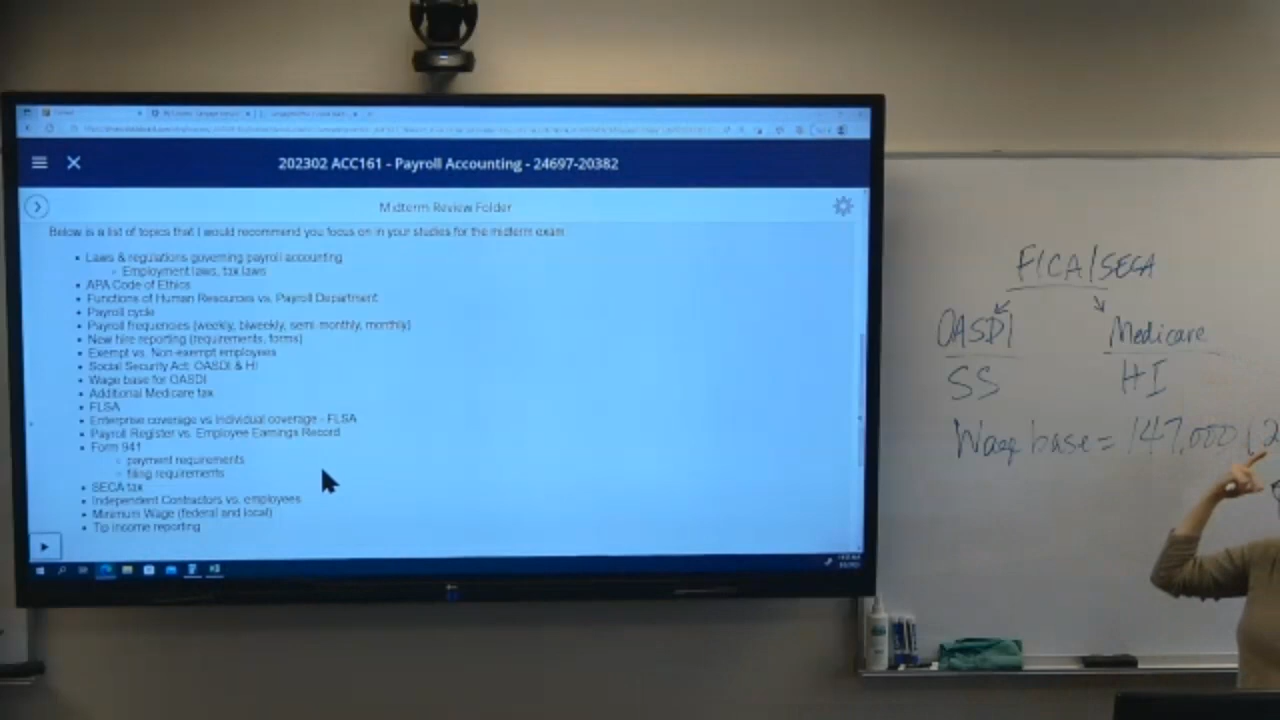 202302 ACC161 - Payroll Accounting - 24697-20382
Midterm Review Folder
Below is a list of topics that I would recommend you focus on in your studies for the midterm exam
• Laws & regulations governing payroll accounting
◦ Employment laws, tax laws
• APA Code of Ethics
• Functions of Human Resources vs. Payroll Department
• Payroll cycle
• Payroll frequencies (weekly, biweekly, semi-monthly, monthly)
• New hire reporting (requirements, forms)
• Exempt vs. Non-exempt employees
• Social Security Act: OASDI & HI
• Wage base for OASDI
• Additional Medicare tax
• FLSA
• Enterprise coverage vs Individual coverage - FLSA
• Payroll Register vs. Employee Earnings Record
• Form 941
◦ payment requirements
◦ filing requirements
• SECA tax
• Independent Contractors vs. employees
• Minimum Wage (federal and local)
• Tip income reporting
FICA/SECA
OASDI Medicare
SS HI
Wage base = 147,000 (2